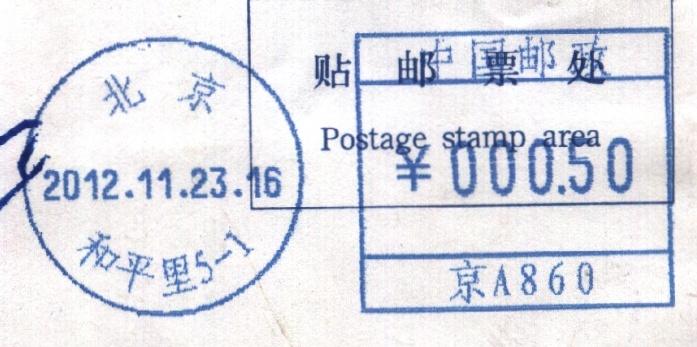 北京
2012.11.23.16
和平里5-1
贴邮票处
Postage stamp area
中国邮政
¥000.50
京A860